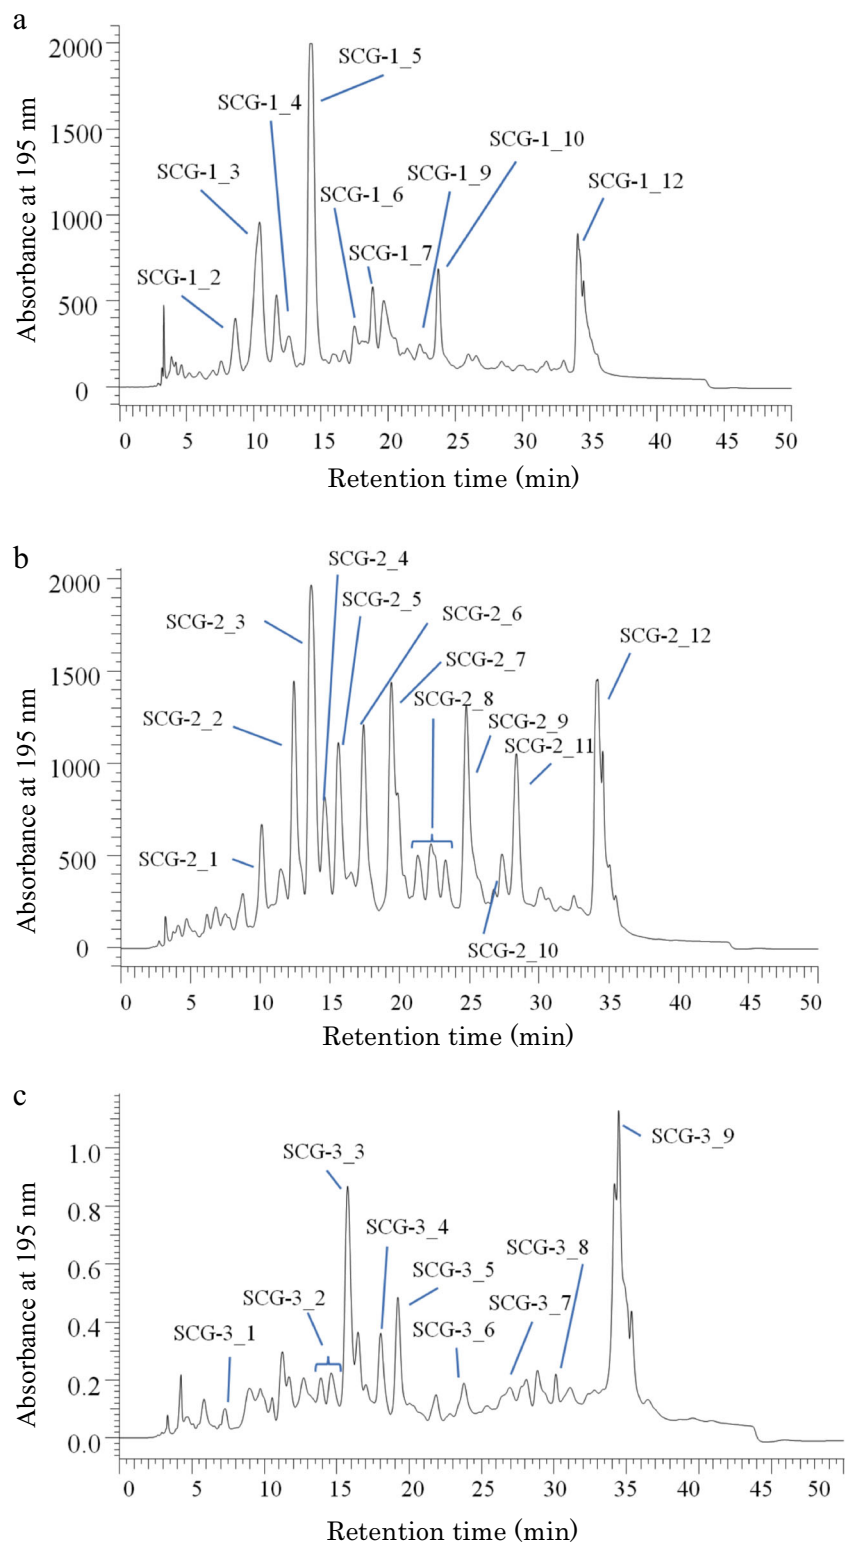 a
Absorbance at 195 nm
2000
1500
1000
500
0
SCG-1_5
SCG-1_4
SCG-1_10
SCG-1_3
SCG-1_9
SCG-1_12
SCG-1_6
SCG-1_7
SCG-1_2
0 5 10 15 20 25 30 35 40 45 50
Retention time (min)
b
Absorbance at 195 nm
2000
1500
1000
500
0
SCG-2_4
SCG-2_5
SCG-2_6
SCG-2_3
SCG-2_12
SCG-2_7
SCG-2_8
SCG-2_2
SCG-2_9
SCG-2_11
SCG-2_1
SCG-2_10
0 5 10 15 20 25 30 35 40 45 50
Retention time (min)
c
Absorbance at 195 nm
1.0
0.8
0.6
0.4
0.2
0.0
SCG-3_9
SCG-3_3
SCG-3_4
SCG-3_8
SCG-3_5
SCG-3_2
SCG-3_7
SCG-3_6
SCG-3_1
0 5 10 15 20 25 30 35 40 45 50
Retention time (min)